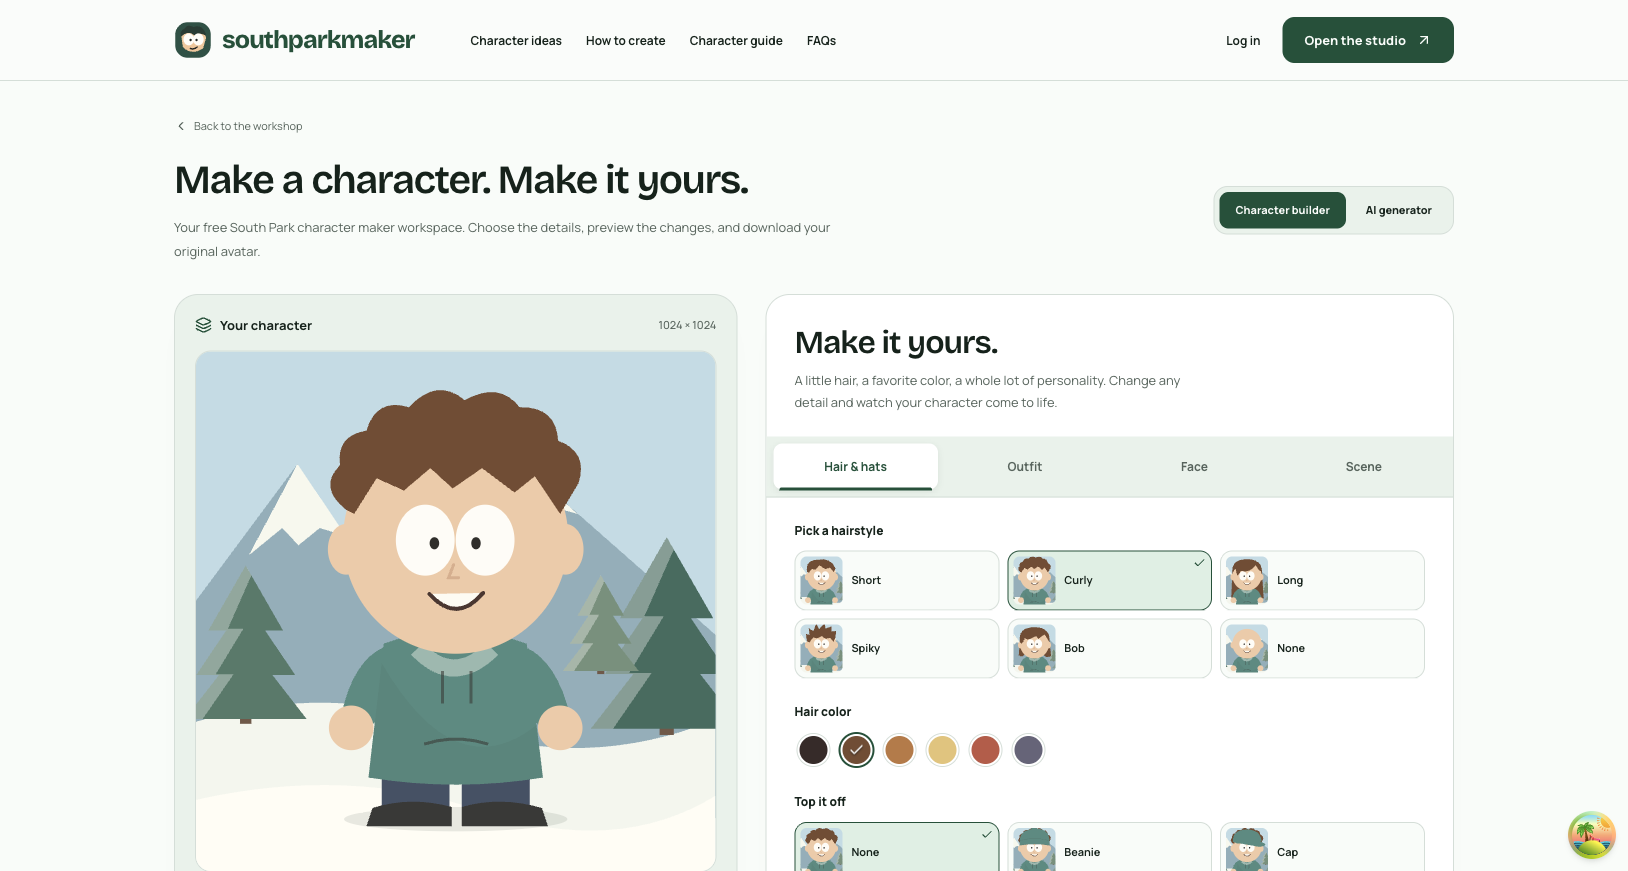 southparkmaker
Character ideas
How to create
Character guide
FAQs
Log in
Open the studio
Back to the workshop
Make a character. Make it yours.
Your free South Park character maker workspace. Choose the details, preview the changes, and download your
original avatar.
Character builder
AI generator
Your character
1024 × 1024
Make it yours.
A little hair, a favorite color, a whole lot of personality. Change any
detail and watch your character come to life.
Hair & hats
Outfit
Face
Scene
Pick a hairstyle
Short
Curly
Long
Spiky
Bob
None
Hair color
Top it off
None
Beanie
Cap